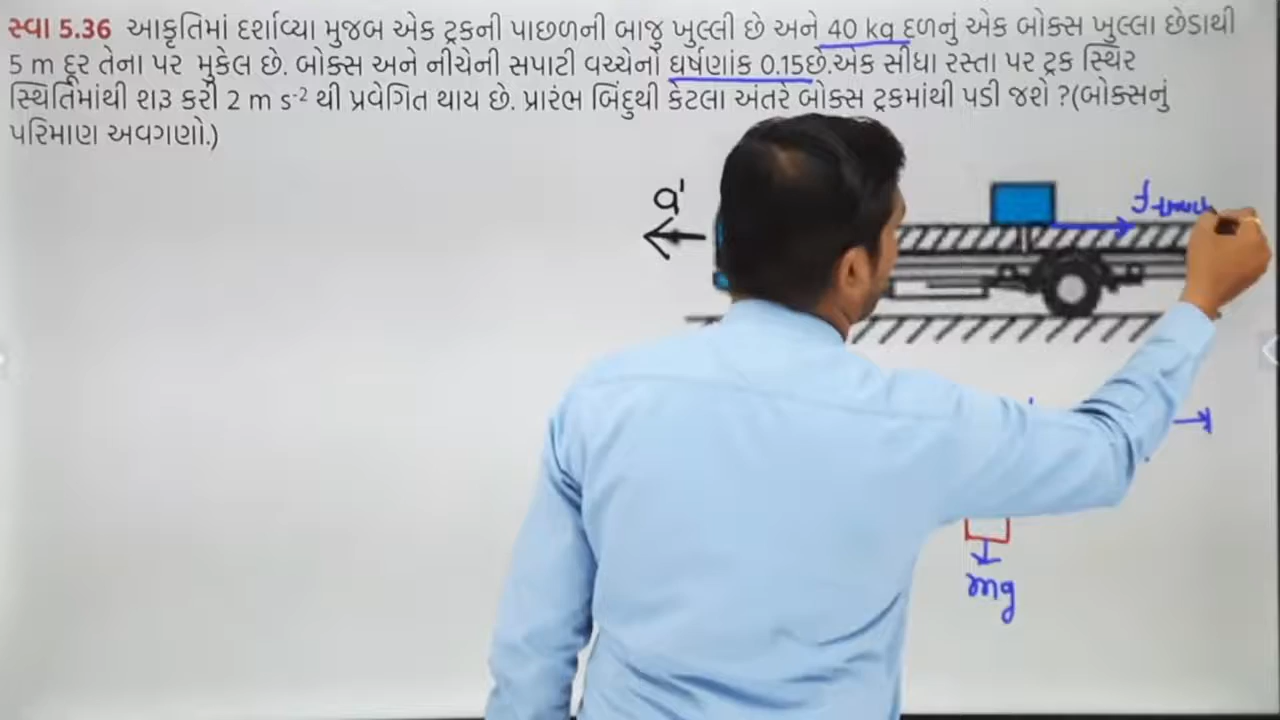 સ્વા 5.36 આકૃતિમાં દર્શાવ્યા મુજબ એક ટ્રકની પાછળની બાજુ ખુલ્લી છે અને 40 kg દળનું એક બોક્સ ખુલ્લા છેડાથી
5 m દૂર તેના પર મુકેલ છે. બોક્સ અને નીચેની સપાટી વચ્ચેનો ઘર્ષણાંક 0.15છે.એક સીધા રસ્તા પર ટ્રક સ્થિર
સ્થિતિમાંથી શરૂ કરી 2 m s-2 થી પ્રવેગિત થાય છે. પ્રારંભ બિંદુથી કેટલા અંતરે બોક્સ ટ્રકમાંથી પડી જશે ?(બોક્સનું
પરિમાણ અવગણો.)
a'
mg